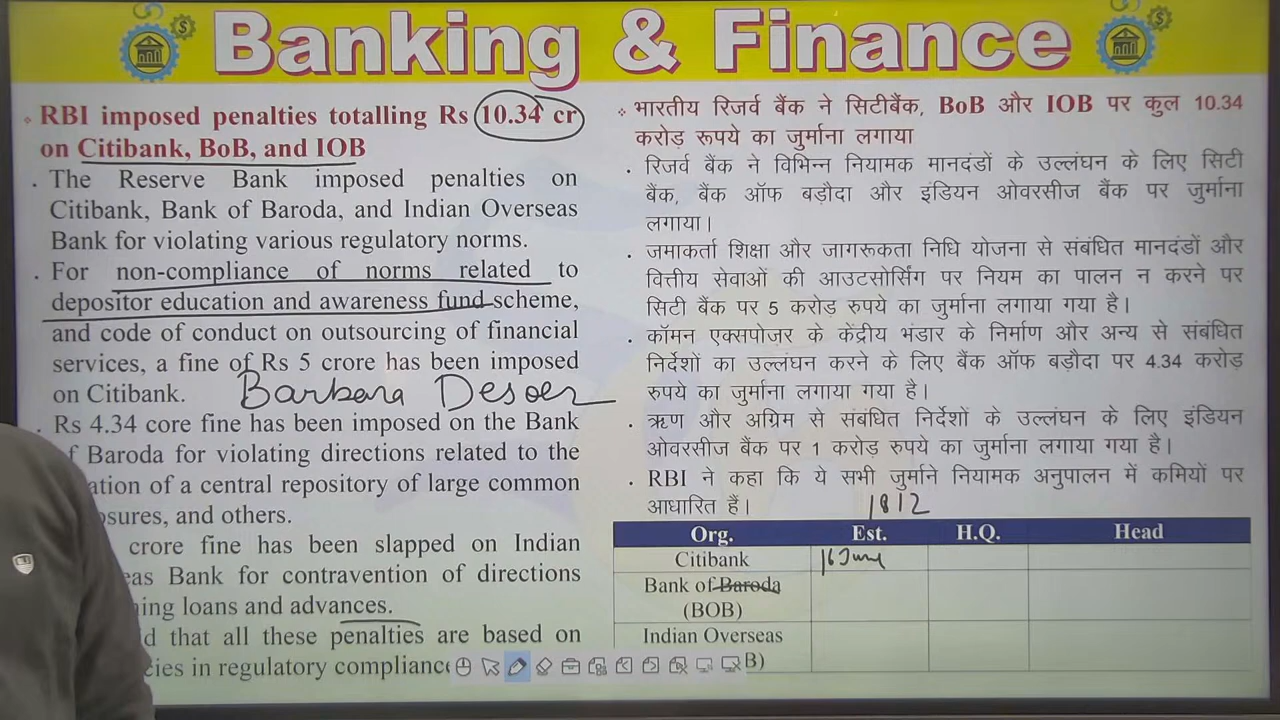 Banking & Finance
RBI imposed penalties totalling Rs 10.34 cr
on Citibank, BoB, and IOB
. The Reserve Bank imposed penalties on
Citibank, Bank of Baroda, and Indian Overseas
Bank for violating various regulatory norms.
. For non-compliance of norms related to
depositor education and awareness fund scheme,
and code of conduct on outsourcing of financial
services, a fine of Rs 5 crore has been imposed
on Citibank. Barbara Desoer
. Rs 4.34 core fine has been imposed on the Bank
f Baroda for violating directions related to the
ation of a central repository of large common
osures, and others.
crore fine has been slapped on Indian
eas Bank for contravention of directions
ning loans and advances.
d that all these penalties are based on
cies in regulatory compliance
भारतीय रिजर्व बैंक ने सिटीबैंक, BoB और IOB पर कुल 10.34
करोड़ रूपये का जुर्माना लगाया
. रिजर्व बैंक ने विभिन्न नियामक मानदंडों के उल्लंघन के लिए सिटी
बैंक, बैंक ऑफ बड़ौदा और इंडियन ओवरसीज बैंक पर जुर्माना
लगाया।
. जमाकर्ता शिक्षा और जागरूकता निधि योजना से संबंधित मानदंडों और
वित्तीय सेवाओं की आउटसोर्सिंग पर नियम का पालन न करने पर
सिटी बैंक पर 5 करोड़ रुपये का जुर्माना लगाया गया है।
. कॉमन एक्सपोज़र के केंद्रीय भंडार के निर्माण और अन्य से संबंधित
निर्देशों का उल्लंघन करने के लिए बैंक ऑफ बड़ौदा पर 4.34 करोड़
रुपये का जुर्माना लगाया गया है।
. ऋण और अग्रिम से संबंधित निर्देशों के उल्लंघन के लिए इंडियन
ओवरसीज बैंक पर 1 करोड़ रुपये का जुर्माना लगाया गया है।
. RBI ने कहा कि ये सभी जुर्माने नियामक अनुपालन में कमियों पर
आधारित हैं।
1812
Org. Est. H.Q. Head
Citibank 16 June
Bank of Baroda
(BOB)
Indian Overseas
B)